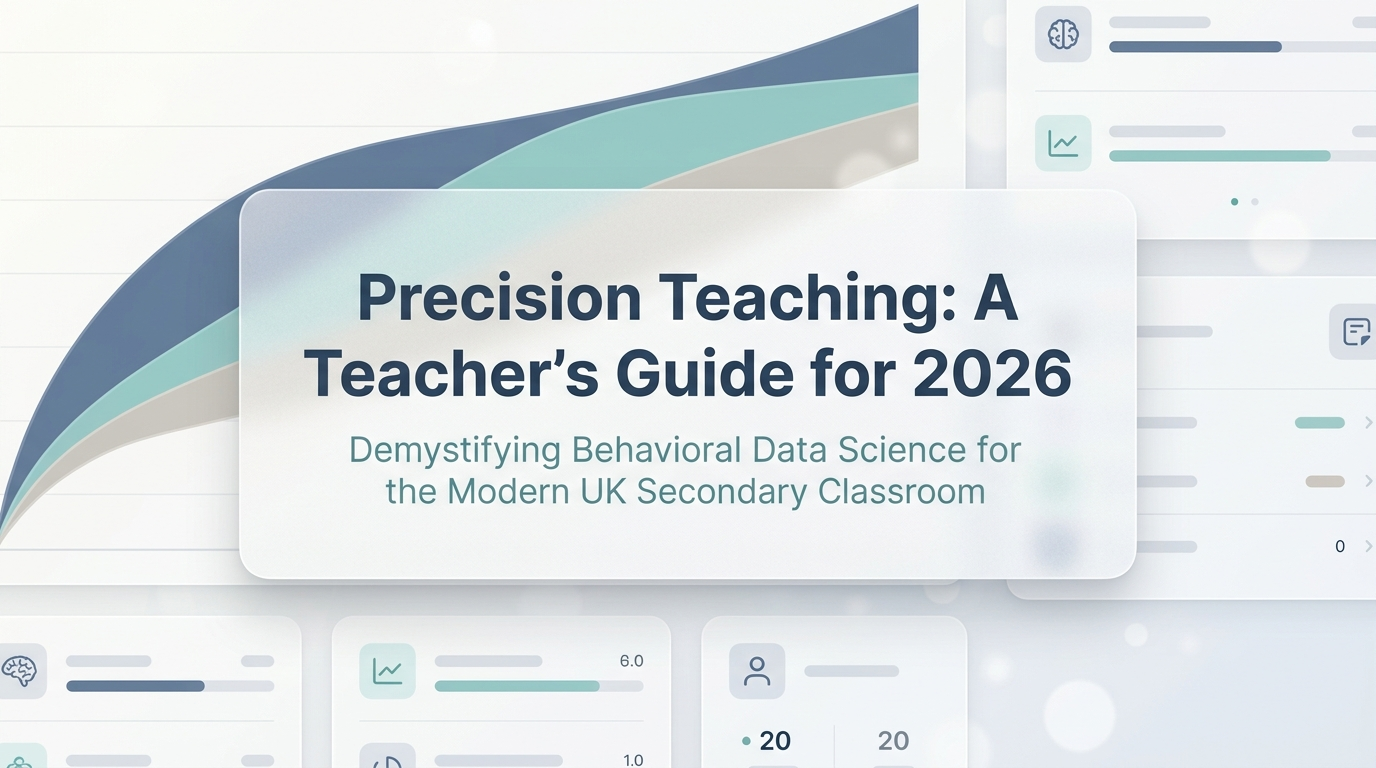 Precision Teaching: A
Teacher’s Guide for 2026
Demystifying Behavioral Data Science for
the Modern UK Secondary Classroom
0
6.0
20
20
1.0